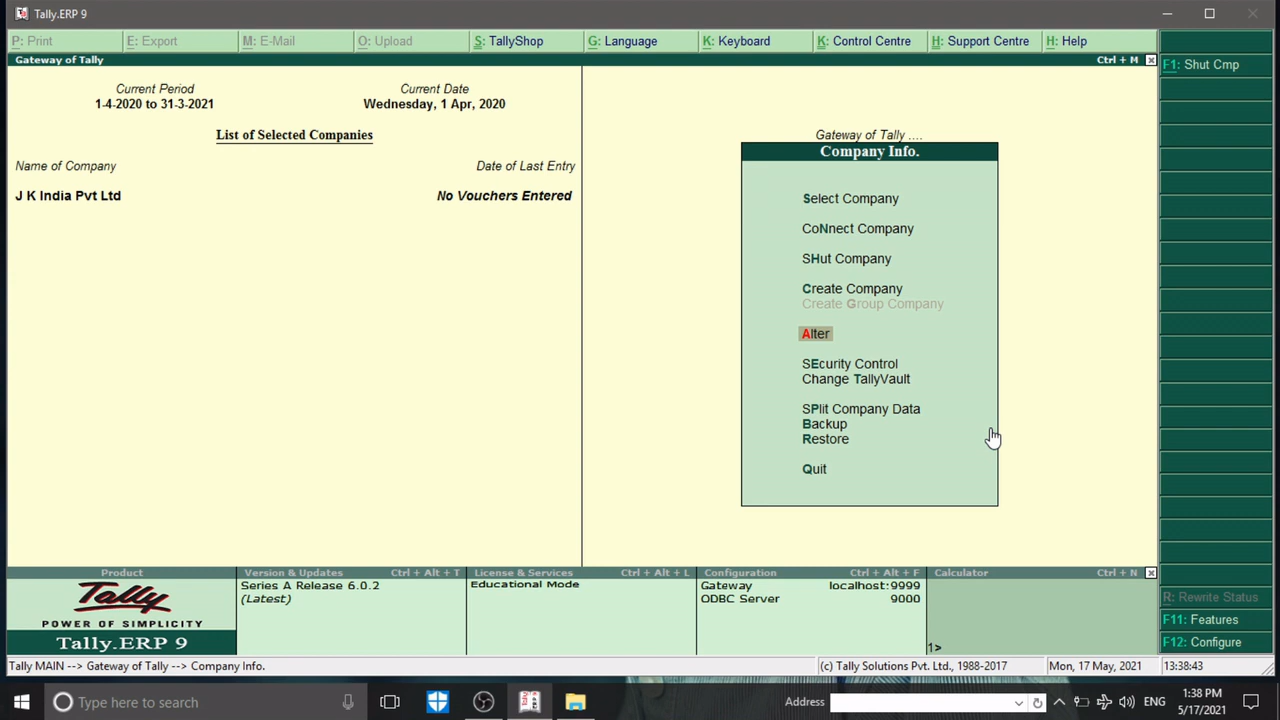 Tally.ERP 9
P: Print
E: Export
M: E-Mail
O: Upload
S: TallyShop
G: Language
K: Keyboard
K: Control Centre
H: Support Centre
H: Help
Gateway of Tally
Ctrl + M
F1: Shut Cmp
Current Period
1-4-2020 to 31-3-2021
Current Date
Wednesday, 1 Apr, 2020
List of Selected Companies
Name of Company
Date of Last Entry
J K India Pvt Ltd
No Vouchers Entered
Gateway of Tally ....
Company Info.
Select Company
CoNnect Company
SHut Company
Create Company
Create Group Company
Alter
SEcurity Control
Change TallyVault
SPlit Company Data
Backup
Restore
Quit
R: Rewrite Status
F11: Features
F12: Configure
Product
Tally
POWER OF SIMPLICITY
Tally.ERP 9
Version & Updates
Ctrl + Alt + T
Series A Release 6.0.2
(Latest)
License & Services
Ctrl + Alt + L
Educational Mode
Configuration
Ctrl + Alt + F
Gateway
localhost:9999
ODBC Server
9000
Calculator
Ctrl + N
1>
Tally MAIN --> Gateway of Tally --> Company Info.
(c) Tally Solutions Pvt. Ltd., 1988-2017
Mon, 17 May, 2021
13:38:43
Type here to search
Address
ENG
1:38 PM
5/17/2021